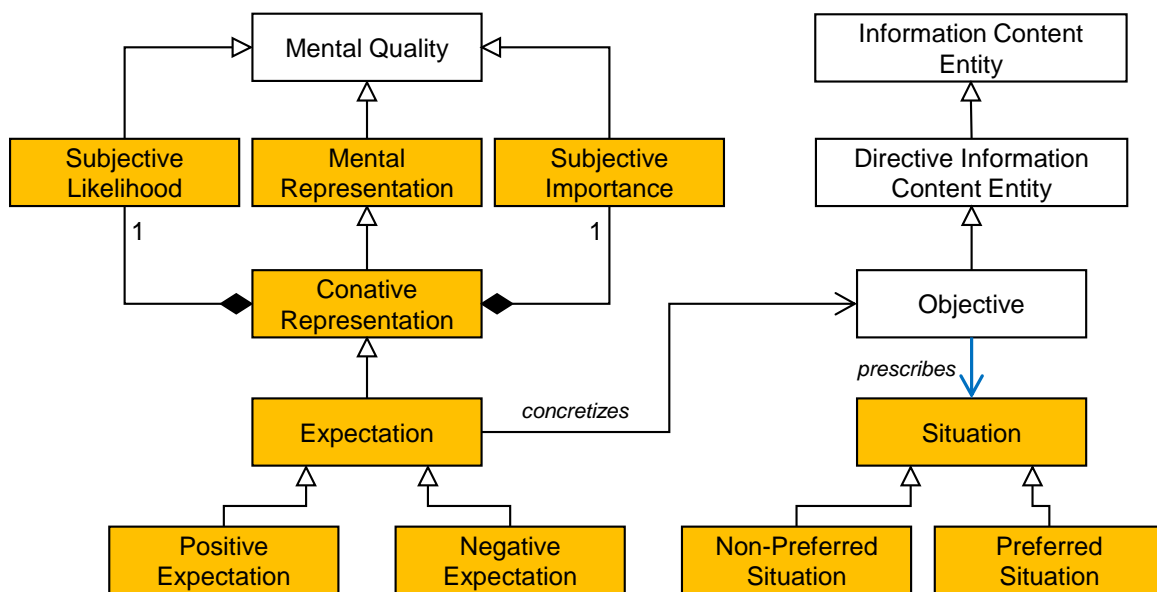 Mental Quality
Information Content
Entity
Subjective
Likelihood
Mental
Representation
Subjective
Importance
Directive Information
Content Entity
1
1
Conative
Representation
Objective
prescribes
concretizes
Expectation
Situation
Positive
Expectation
Negative
Expectation
Non-Preferred
Situation
Preferred
Situation